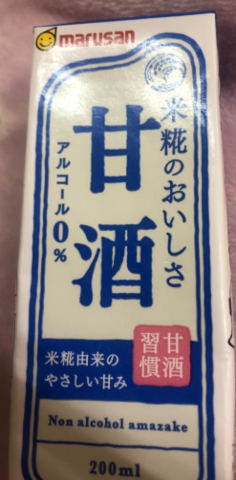 marusan
米糀のおいしさ
甘酒
アルコール0%
米糀由来の
やさしい甘み
甘酒
習慣
Non alcohol amazake
200ml